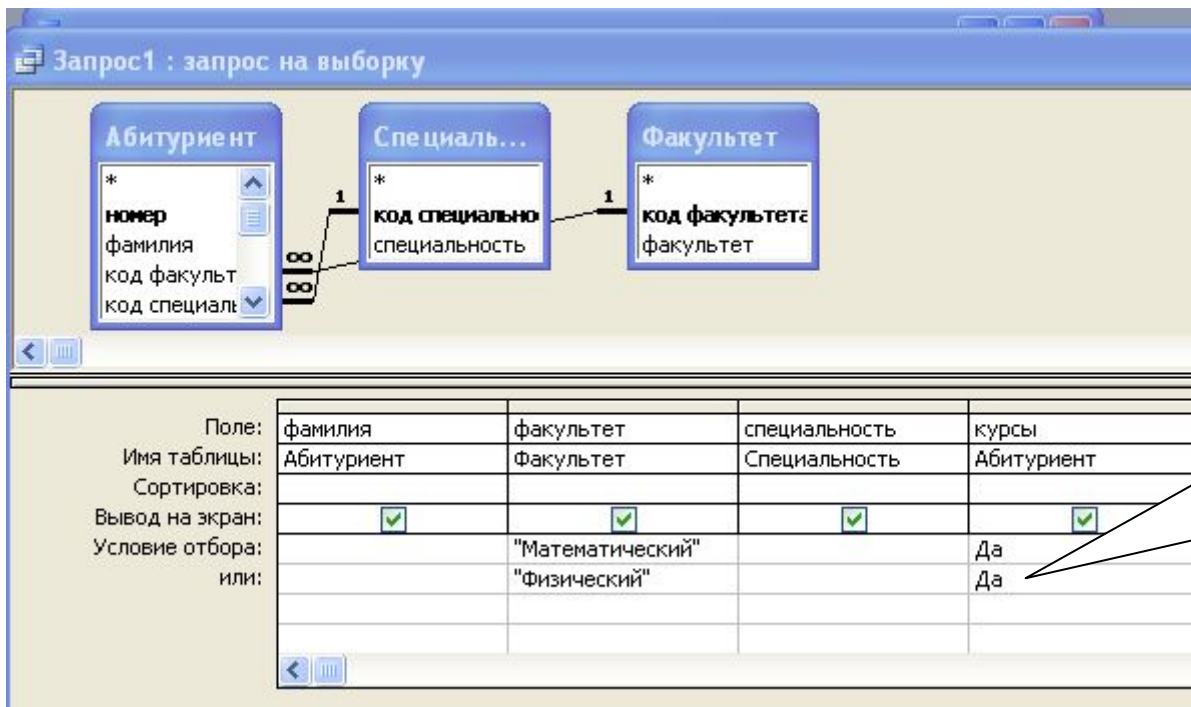 Запрос1 : запрос на выборку
Абитуриент
*
номер
фамилия
код факульт
код специаль
Специаль...
*
код специально
специальность
Факультет
*
код факультета
факультет
1
1
∞
∞
Поле: фамилия факультет специальность курсы
Имя таблицы: Абитуриент Факультет Специальность Абитуриент
Сортировка:
Вывод на экран:
Условие отбора: "Математический" Да
или: "Физический" Да